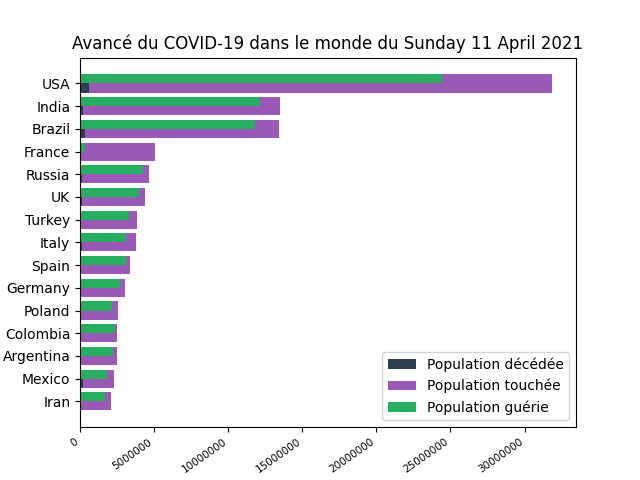 Avancé du COVID-19 dans le monde du Sunday 11 April 2021
USA
India
Brazil
France
Russia
UK
Turkey
Italy
Spain
Germany
Poland
Colombia
Argentina
Mexico
Iran
Population décédée
Population touchée
Population guérie
0
5000000
10000000
15000000
20000000
25000000
30000000